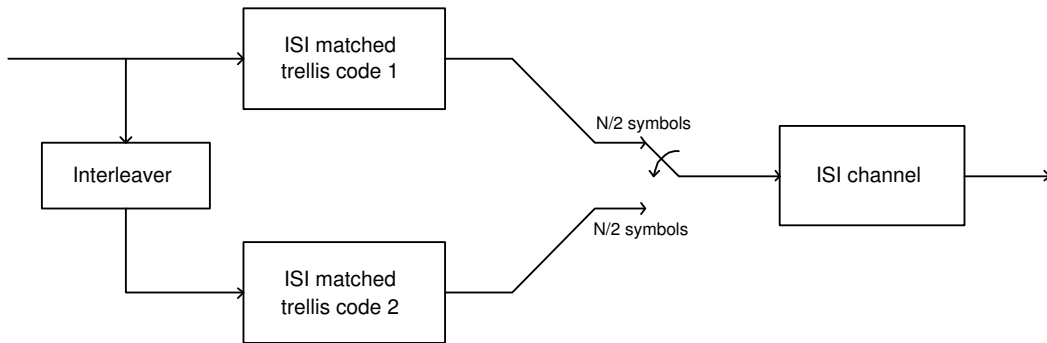 ISI matched
trellis code 1
N/2 symbols
Interleaver
ISI channel
N/2 symbols
ISI matched
trellis code 2